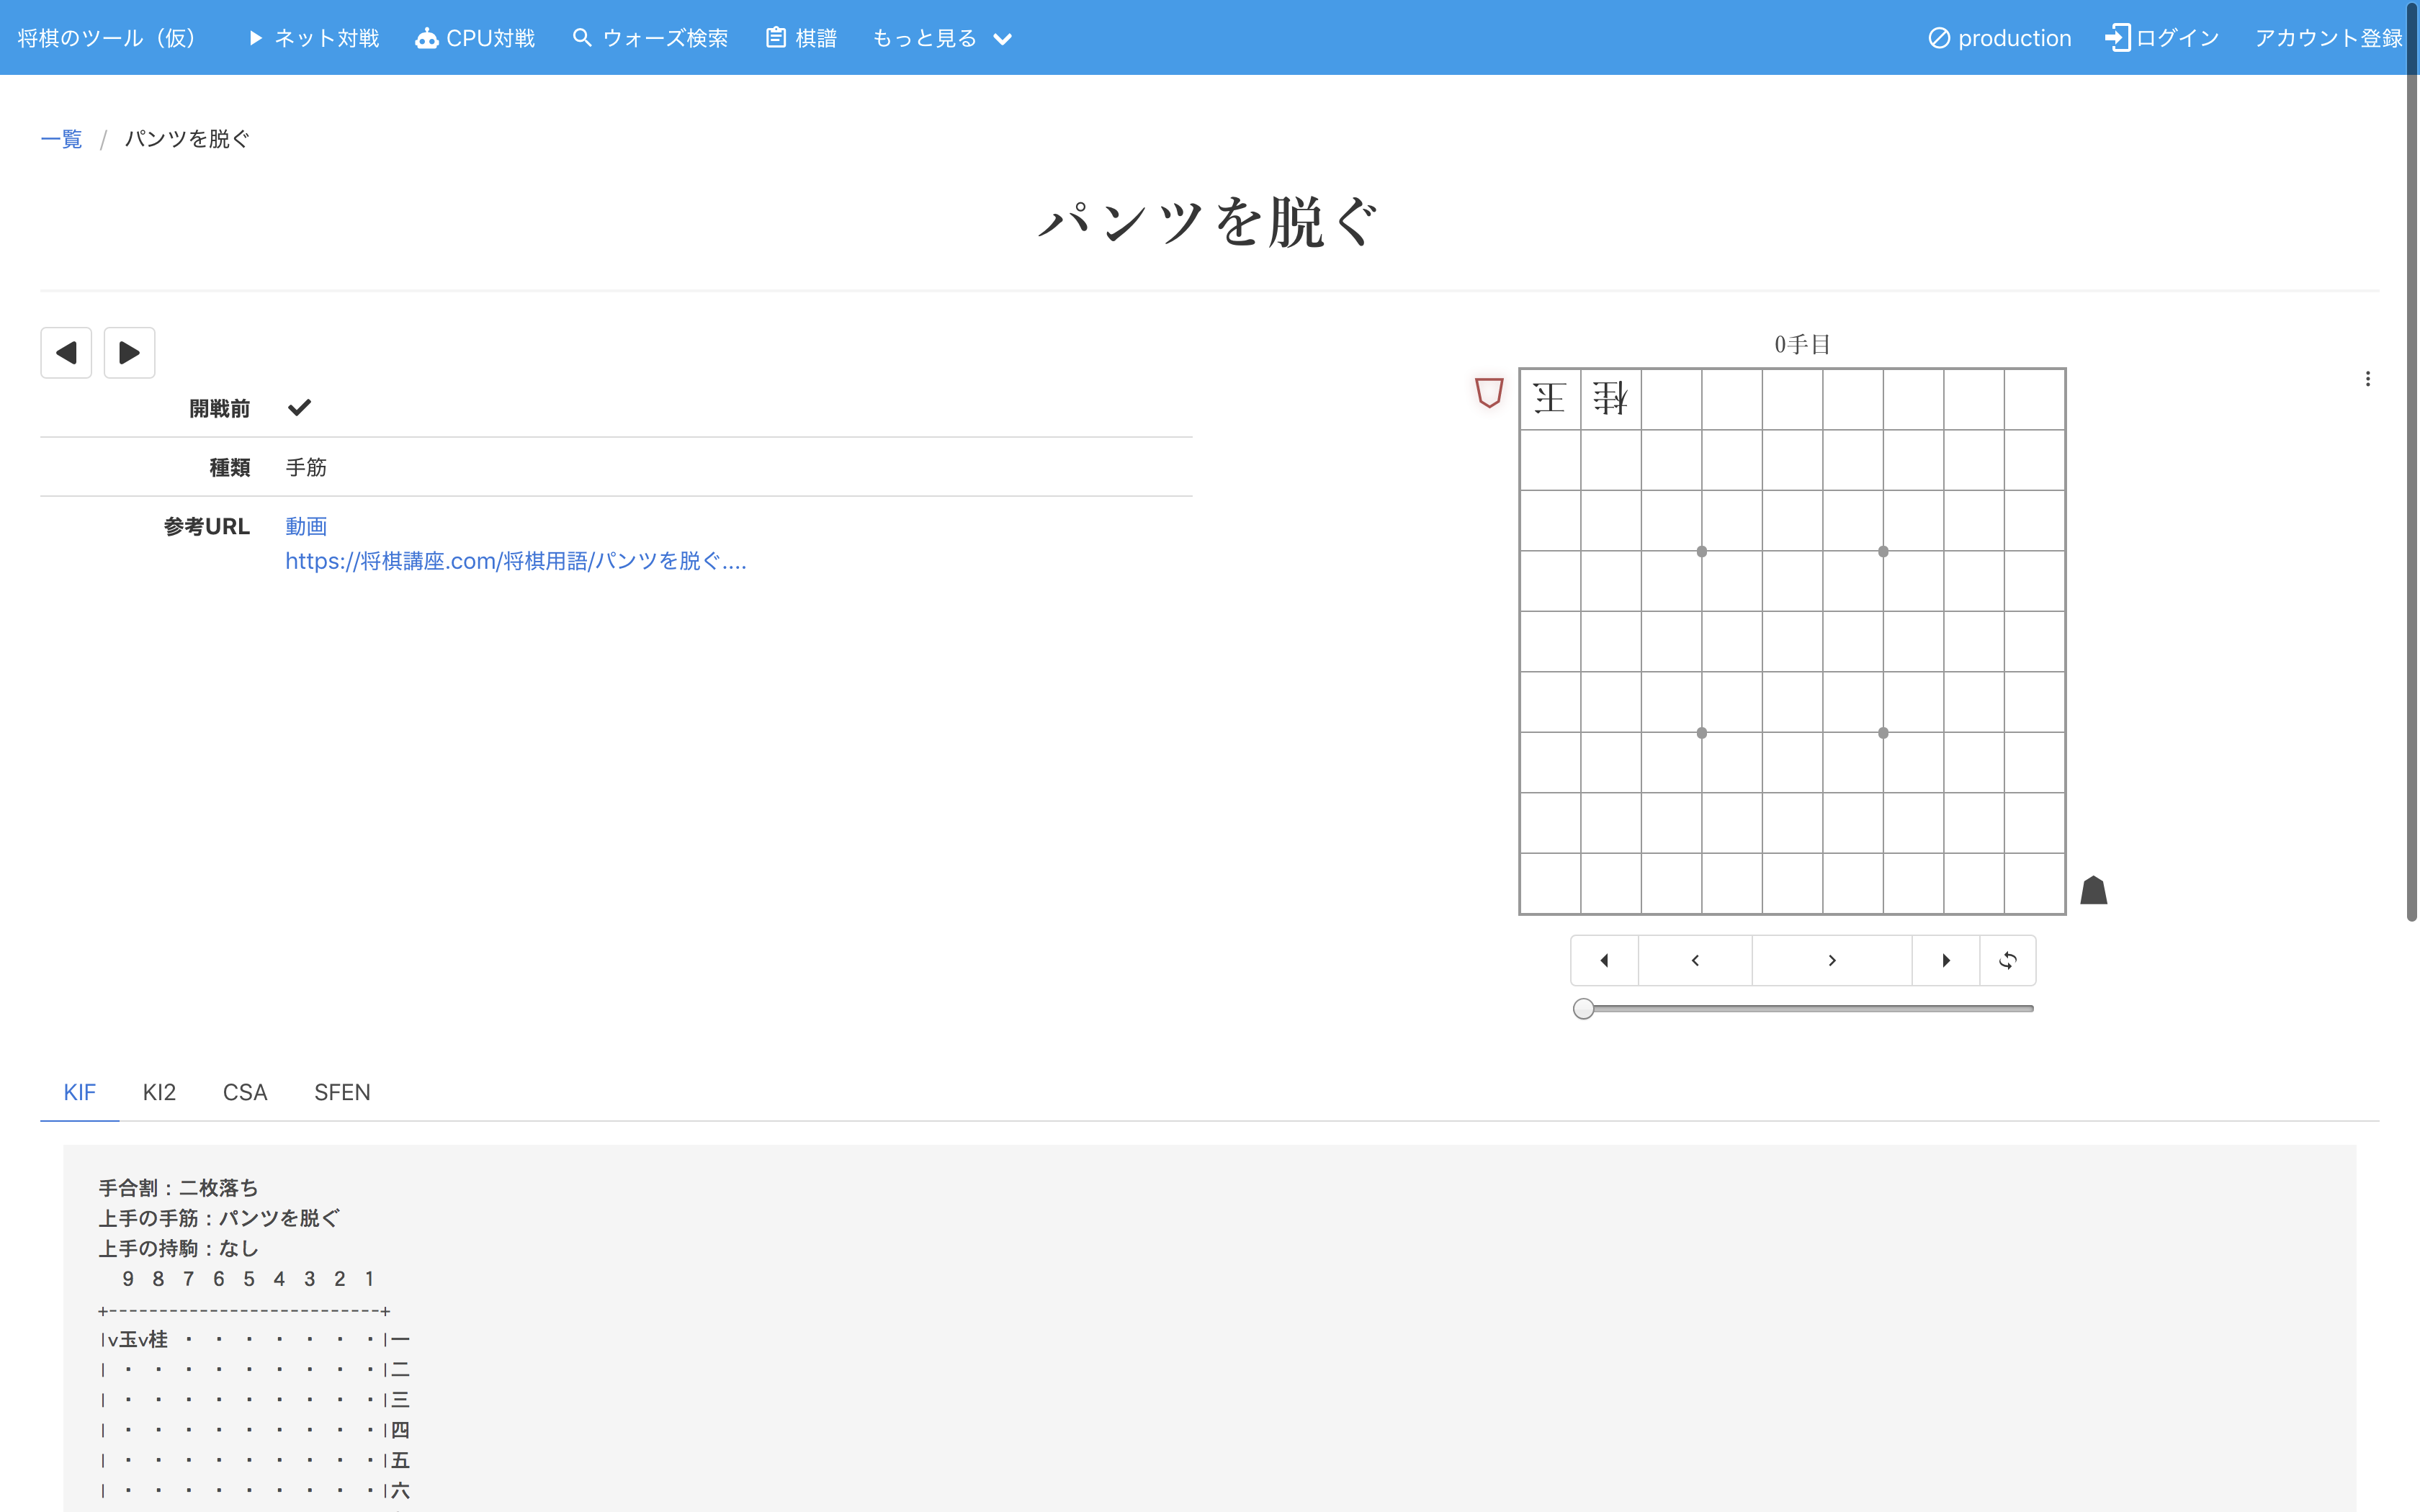 将棋のツール（仮） ネット対戦 CPU対戦 ウォーズ検索 棋譜 もっと見る production ログイン アカウント登録
一覧 / パンツを脱ぐ
パンツを脱ぐ
開戦前
種類 手筋
参考URL 動画
https://将棋講座.com/将棋用語/パンツを脱ぐ....
0手目
玉 桂
KIF KI2 CSA SFEN
手合割：二枚落ち
上手の手筋：パンツを脱ぐ
上手の持駒：なし
9 8 7 6 5 4 3 2 1
+---------------------------+
|v玉v桂 ・ ・ ・ ・ ・ ・ ・|一
| ・ ・ ・ ・ ・ ・ ・ ・ ・|二
| ・ ・ ・ ・ ・ ・ ・ ・ ・|三
| ・ ・ ・ ・ ・ ・ ・ ・ ・|四
| ・ ・ ・ ・ ・ ・ ・ ・ ・|五
| ・ ・ ・ ・ ・ ・ ・ ・ ・|六